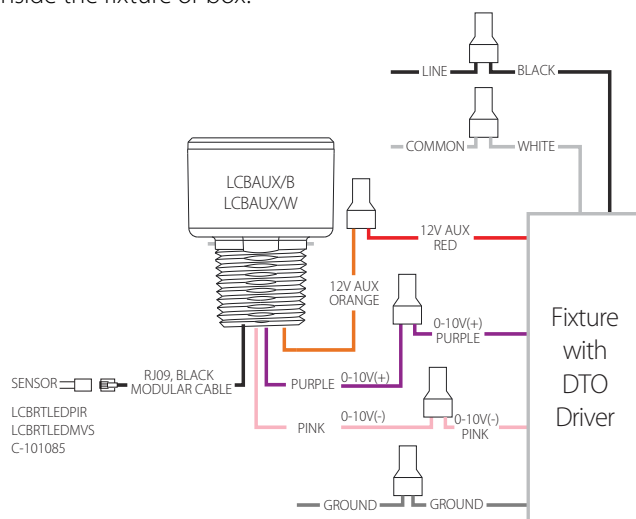 inside the fixture or box.
LINE
BLACK
COMMON
WHITE
LCBAUX/B
LCBAUX/W
12V AUX
RED
12V AUX
ORANGE
0-10V(+)
PURPLE
Fixture
with
DTO
Driver
RJ09, BLACK
MODULAR CABLE
SENSOR
PURPLE
0-10V(+)
LCBRTLEDPIR
LCBRTLEDMVS
C-101085
PINK
0-10V(-)
0-10V(-)
PINK
GROUND
GROUND